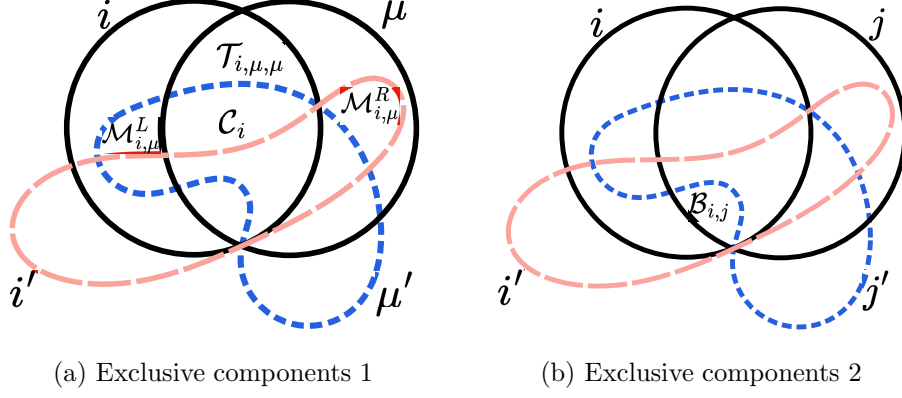 i μ i j
𝒯_{i,μ,μ}
ℳ^L_{i,μ} 𝒞_i ℳ^R_{i,μ}
ℬ_{i,j}
i′ μ′ i′ j′
(a) Exclusive components 1 (b) Exclusive components 2